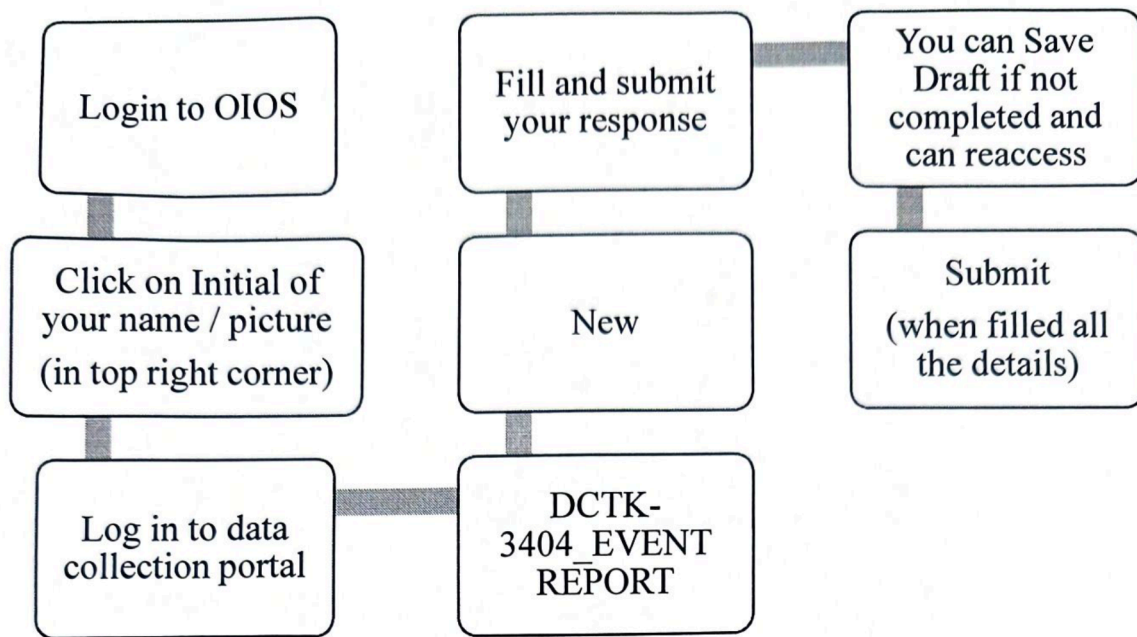 Login to OIOS
Click on Initial of
your name / picture
(in top right corner)
Log in to data
collection portal
DCTK-
3404_EVENT
REPORT
New
Fill and submit
your response
You can Save
Draft if not
completed and
can reaccess
Submit
(when filled all
the details)